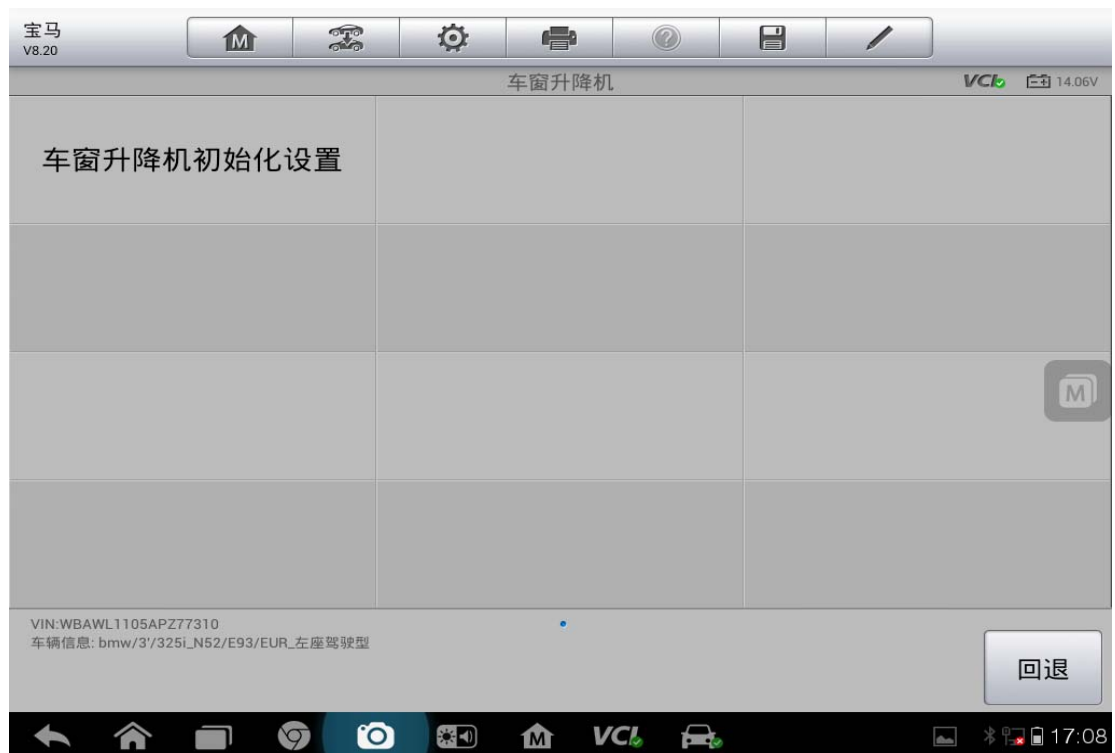 宝马
V8.20
M
车窗升降机
VCI
14.06V
车窗升降机初始化设置
M
VIN:WBAWL1105APZ77310
车辆信息: bmw/3'/325i_N52/E93/EUR_左座驾驶型
回退
M
VCI
17:08